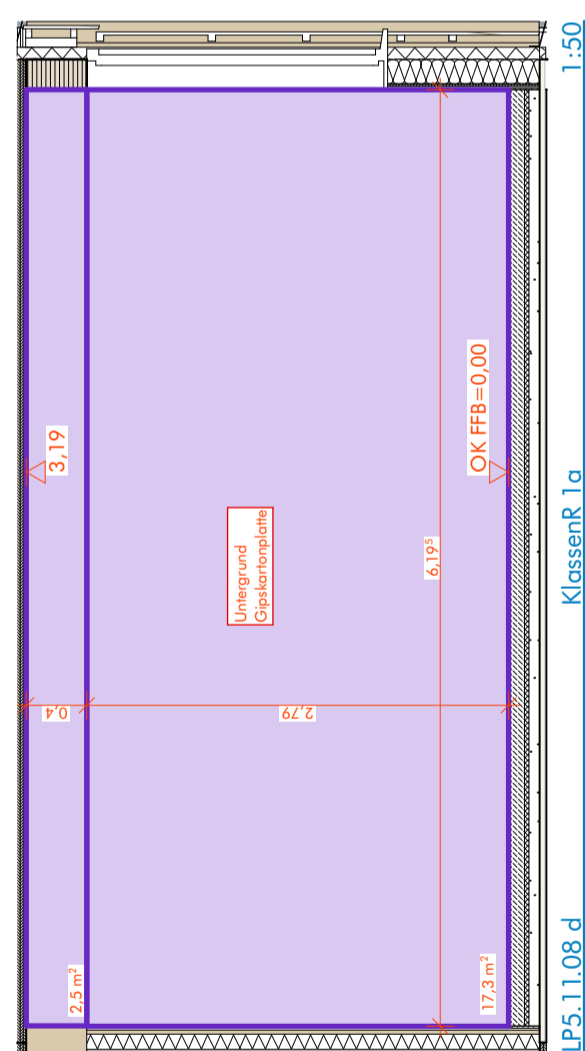 3,19
OK FFB=0,00
Untergrund
Gipskartonplatte
6,19⁵
0,4
2,79
2,5 m²
17,3 m²
LP5.11.08 d
KlassenR 1a
1:50